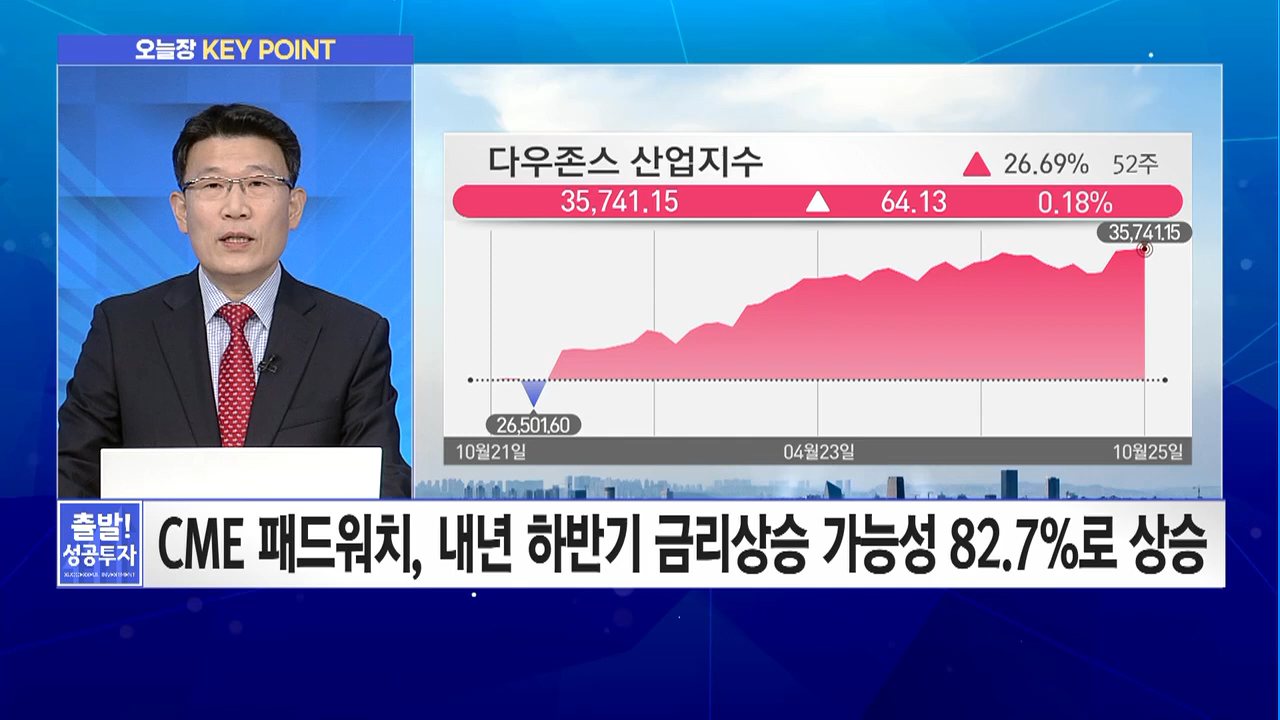 오늘장 KEY POINT
다우존스 산업지수
▲ 26.69% 52주
35,741.15 ▲ 64.13 0.18%
35,741.15
26,501.60
10월21일 04월23일 10월25일
출발!
성공투자
CME 패드워치, 내년 하반기 금리상승 가능성 82.7%로 상승